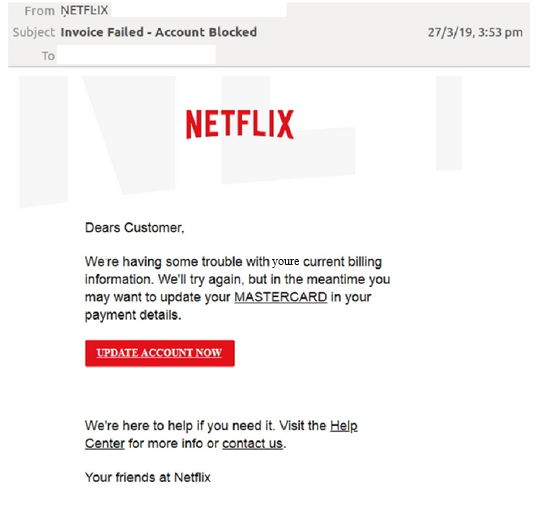 From ṆETFŁIX
Subject Invoice Failed - Account Blocked 27/3/19, 3:53 pm
To
NETFLIX
Dears Customer,
We're having some trouble with youre current billing
information. We'll try again, but in the meantime you
may want to update your MASTERCARD in your
payment details.
UPDATE ACCOUNT NOW
We're here to help if you need it. Visit the Help
Center for more info or contact us.
Your friends at Netflix